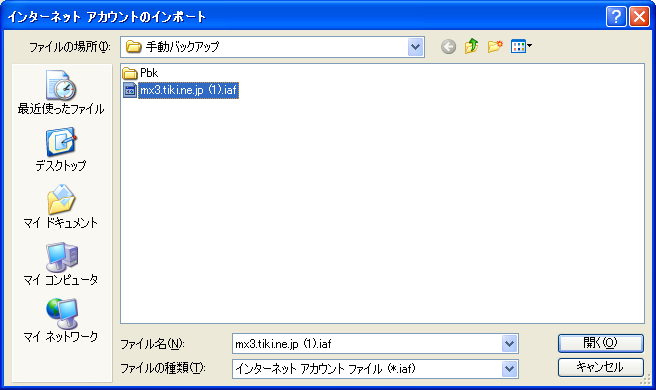 インターネット アカウントのインポート
ファイルの場所(I):
手動バックアップ
Pbk
mx3.tiki.ne.jp (1).iaf
最近使ったファイル
デスクトップ
マイ ドキュメント
マイ コンピュータ
マイ ネットワーク
ファイル名(N):
mx3.tiki.ne.jp (1).iaf
開く(O)
ファイルの種類(T):
インターネット アカウント ファイル (*.iaf)
キャンセル